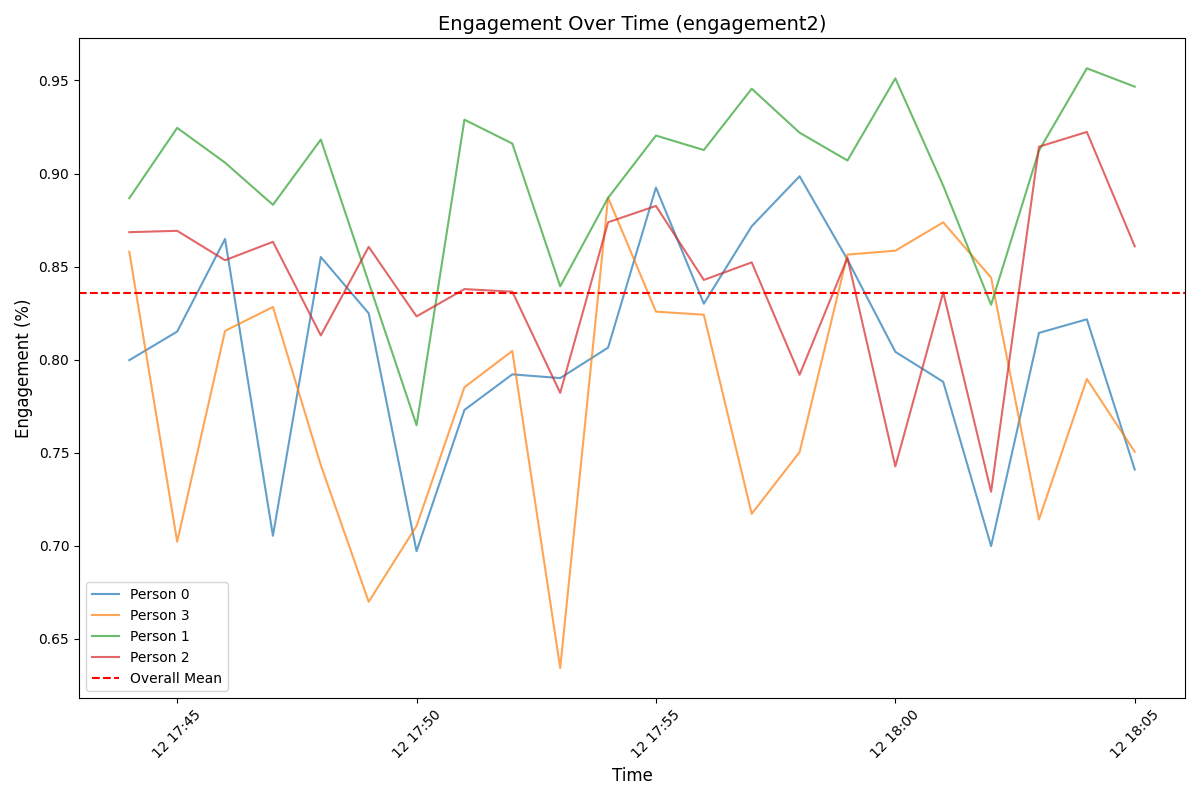 Engagement Over Time (engagement2)
Engagement (%)
0.95
0.90
0.85
0.80
0.75
0.70
0.65
Person 0
Person 3
Person 1
Person 2
Overall Mean
12 17:45
12 17:50
12 17:55
12 18:00
12 18:05
Time